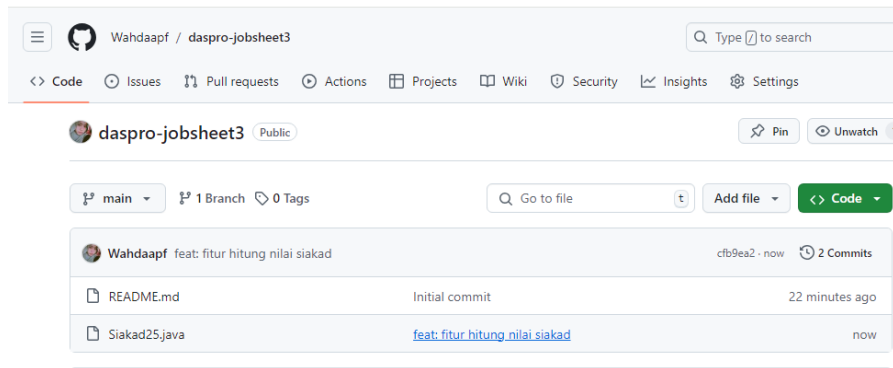 Wahdaapf / daspro-jobsheet3 Type / to search
Code Issues Pull requests Actions Projects Wiki Security Insights Settings
daspro-jobsheet3 Public Pin Unwatch
main 1 Branch 0 Tags Go to file t Add file Code
Wahdaapf feat: fitur hitung nilai siakad cfb9ea2 · now 2 Commits
README.md Initial commit 22 minutes ago
Siakad25.java feat: fitur hitung nilai siakad now